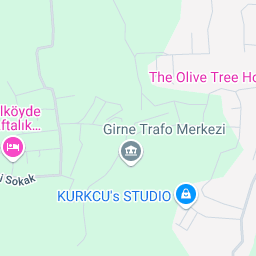 The Olive Tree Ho
lköyde
ftalık...
Girne Trafo Merkezi
i Sokak
KURKCU's STUDIO